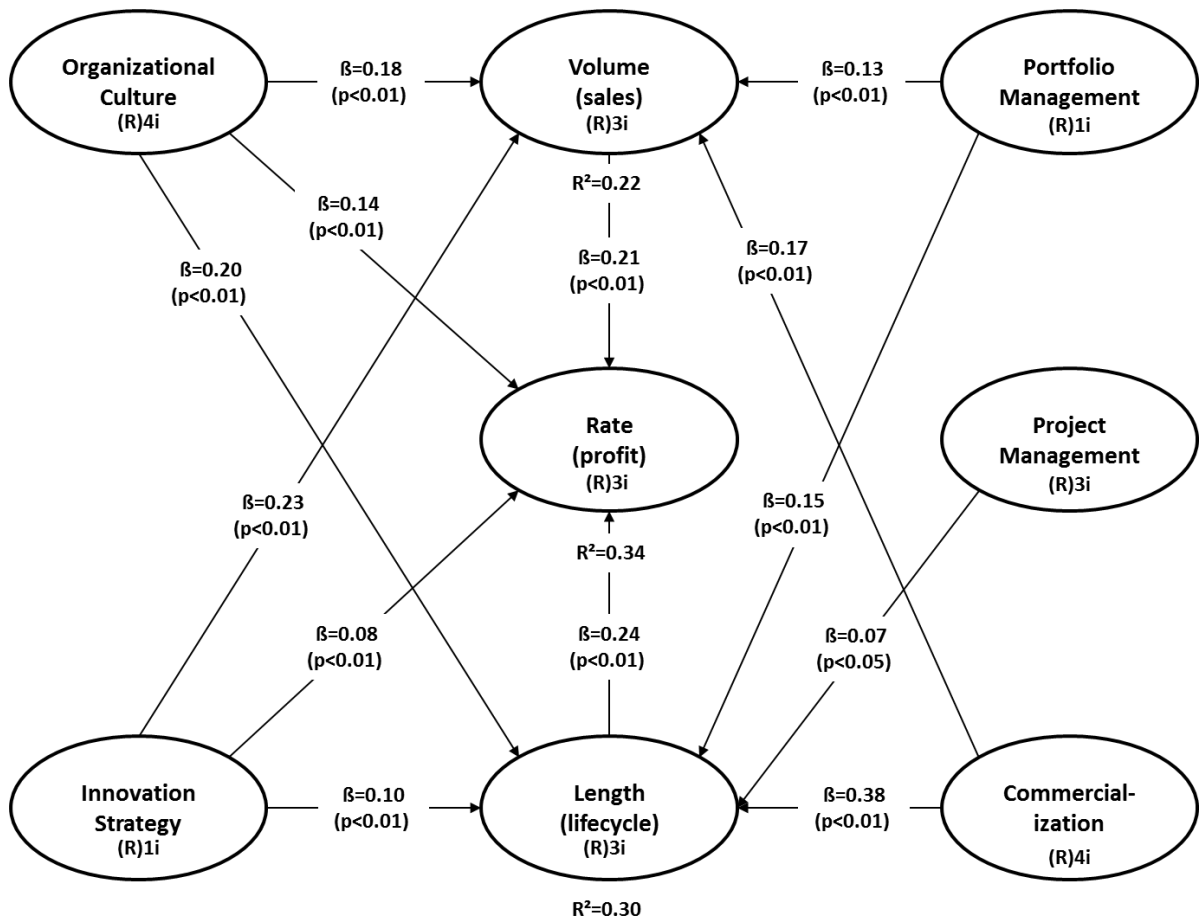 Organizational
Culture
(R)4i
ß=0.18
(p<0.01)
Volume
(sales)
(R)3i
ß=0.13
(p<0.01)
Portfolio
Management
(R)1i
R²=0.22
ß=0.14
(p<0.01)
ß=0.20
(p<0.01)
ß=0.21
(p<0.01)
ß=0.17
(p<0.01)
Rate
(profit)
(R)3i
Project
Management
(R)3i
ß=0.23
(p<0.01)
ß=0.15
(p<0.01)
R²=0.34
ß=0.08
(p<0.01)
ß=0.24
(p<0.01)
ß=0.07
(p<0.05)
Innovation
Strategy
(R)1i
ß=0.10
(p<0.01)
Length
(lifecycle)
(R)3i
ß=0.38
(p<0.01)
Commercial-
ization
(R)4i
R²=0.30